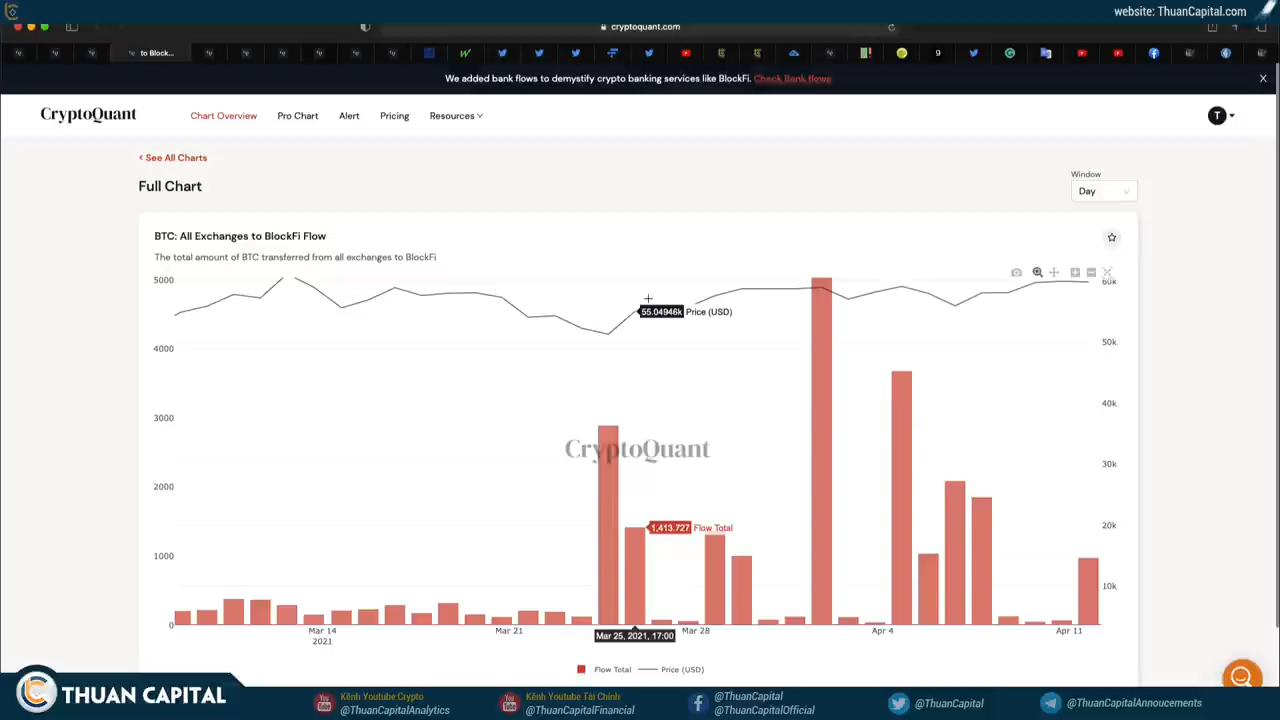 website: ThuanCapital.com
cryptoquant.com
to Block...
We added bank flows to demystify crypto banking services like BlockFi. Check Bank flows
CryptoQuant
Chart Overview
Pro Chart
Alert
Pricing
Resources
T
< See All Charts
Full Chart
Window
Day
BTC: All Exchanges to BlockFi Flow
The total amount of BTC transferred from all exchanges to BlockFi
5000
4000
3000
2000
1000
0
60k
50k
40k
30k
20k
10k
55.04946k Price (USD)
CryptoQuant
1,413.727 Flow Total
Mar 14
2021
Mar 21
Mar 25, 2021, 17:00
Mar 28
Apr 4
Apr 11
Flow Total
Price (USD)
THUAN CAPITAL
Kênh Youtube Crypto
@ThuanCapitalAnalytics
Kênh Youtube Tài Chính
@ThuanCapitalFinancial
@ThuanCapital
@ThuanCapitalOfficial
@ThuanCapital
@ThuanCapitalAnnoucements